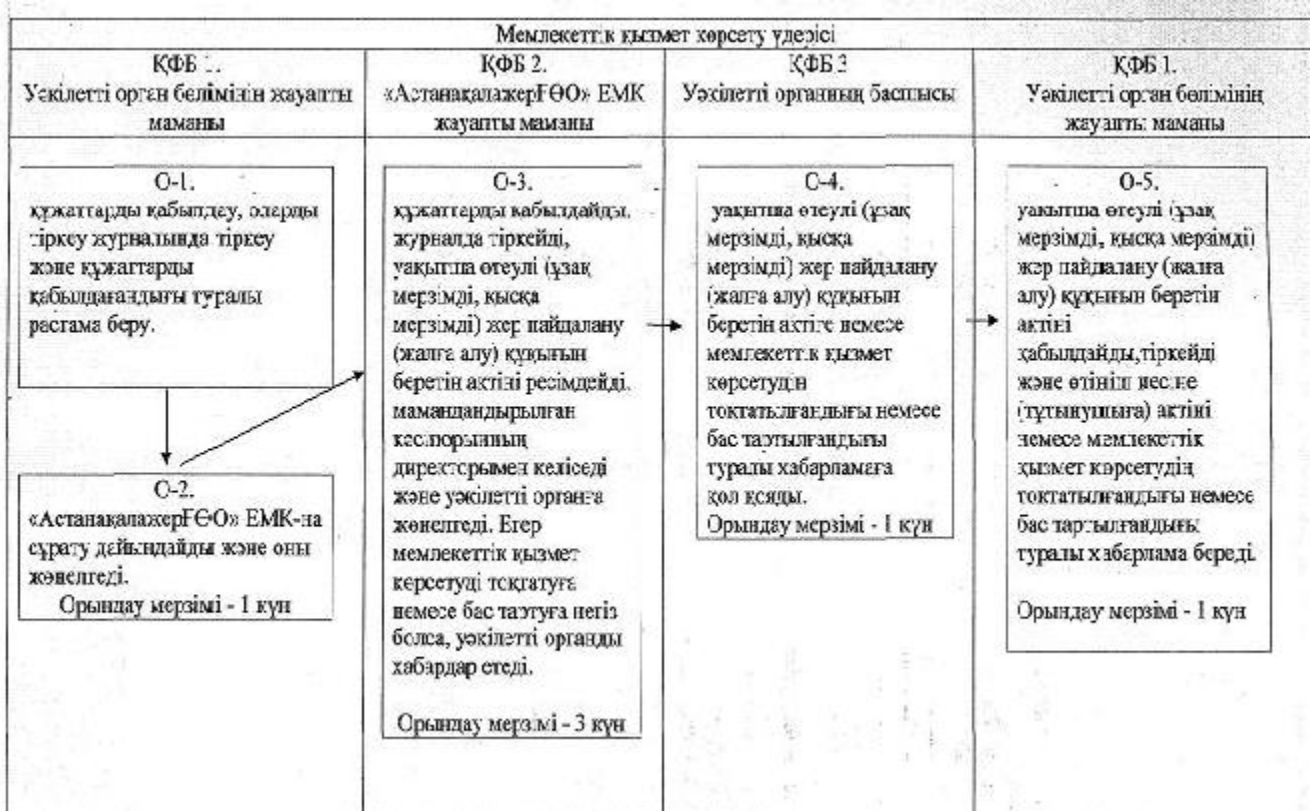 Мемлекеттік қызмет көрсету үдерісі
ҚФБ 1.
Уәкілетті орган бөлімінің жауапты
маманы
ҚФБ 2.
«АстанақалажерҒӨО» ЕМК
жауапты маманы
ҚФБ 3
Уәкілетті органның басшысы
ҚФБ 1.
Уәкілетті орган бөлімінің
жауапты маманы
О-1.
құжаттарды қабылдау, оларды
тіркеу журналында тіркеу
және құжаттарды
қабылдағандығы туралы
растама беру.
О-2.
«АстанақалажерҒӨО» ЕМК-на
сұрату дайындайды және оны
жөнелтеді.
Орындау мерзімі - 1 күн
О-3.
құжаттарды қабылдайды,
журналда тіркейді,
уақытша өтеулі (ұзақ
мерзімді, қысқа
мерзімді) жер пайдалану
(жалға алу) құқығын
беретін актіні ресімдейді.
мамандандырылған
кәсіпорынның
директорымен келіседі
және уәкілетті органға
жөнелтеді. Егер
мемлекеттік қызмет
көрсетуді тоқтатуға
немесе бас тартуға негіз
болса, уәкілетті органды
хабардар етеді.
Орындау мерзімі - 3 күн
О-4.
уақытша өтеулі (ұзақ
мерзімді, қысқа
мерзімді) жер пайдалану
(жалға алу) құқығын
беретін актіге немесе
мемлекеттік қызмет
көрсетудің
тоқтатылғандығы немесе
бас тартылғандығы
туралы хабарламаға
қол қояды.
Орындау мерзімі - 1 күн
О-5.
уақытша өтеулі (ұзақ
мерзімді, қысқа мерзімді)
жер пайдалану (жалға
алу) құқығын беретін
актіні
қабылдайды,тіркейді
және өтініш иесіне
(тұтынушыға) актіні
немесе мемлекеттік
қызмет көрсетудің
тоқтатылғандығы немесе
бас тартылғандығы
туралы хабарлама береді.
Орындау мерзімі - 1 күн